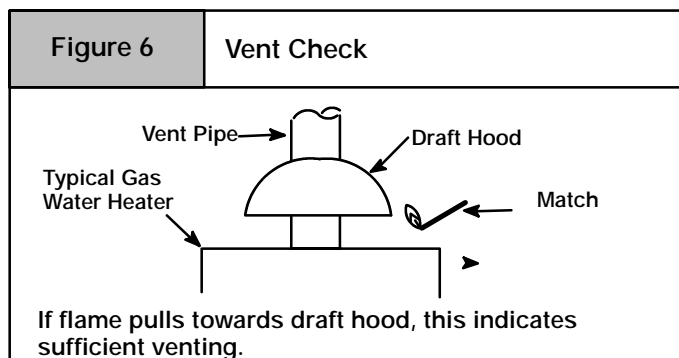 Figure 6
Vent Check
Vent Pipe
Draft Hood
Typical Gas
Water Heater
Match
If flame pulls towards draft hood, this indicates
sufficient venting.